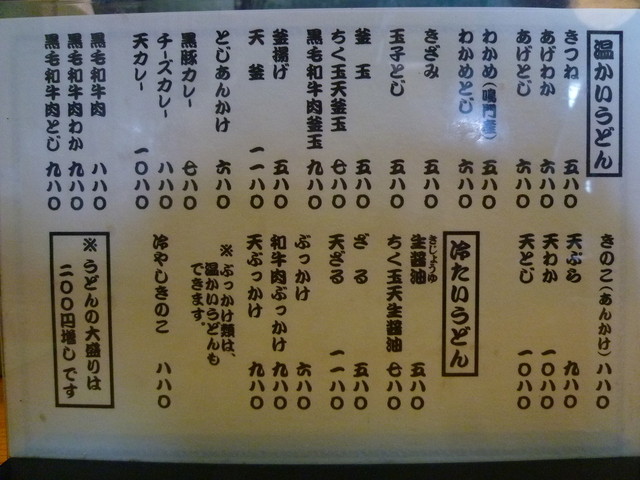 温かいうどん
きつね 五八〇
あげわか 六八〇
あげとじ 六八〇
わかめ(鳴門産) 五八〇
わかめとじ 六八〇
きざみ 五八〇
玉子とじ 五八〇
釜玉 五八〇
ちく玉天釜玉 七八〇
黒毛和牛肉釜玉 九八〇
釜揚げ 五八〇
天釜 一一八〇
とじあんかけ 六八〇
黒豚カレー 七八〇
チーズカレー 八八〇
天カレー 一〇八〇
黒毛和牛肉 八八〇
黒毛和牛肉わか 九八〇
黒毛和牛肉とじ 九八〇
きのこ(あんかけ) 八八〇
天ぷら 九八〇
天わか 一〇八〇
天とじ 一〇八〇
冷たいうどん
生醤油 五八〇
きじょうゆ
ちく玉天生醤油 七八〇
ざる 五八〇
天ざる 一一八〇
ぶっかけ 六八〇
和牛肉ぶっかけ 九八〇
天ぶっかけ 九八〇
※ぶっかけ類は、
温かいうどんも
できます。
冷やしきのこ 八八〇
※うどんの大盛りは
二〇〇円増しです